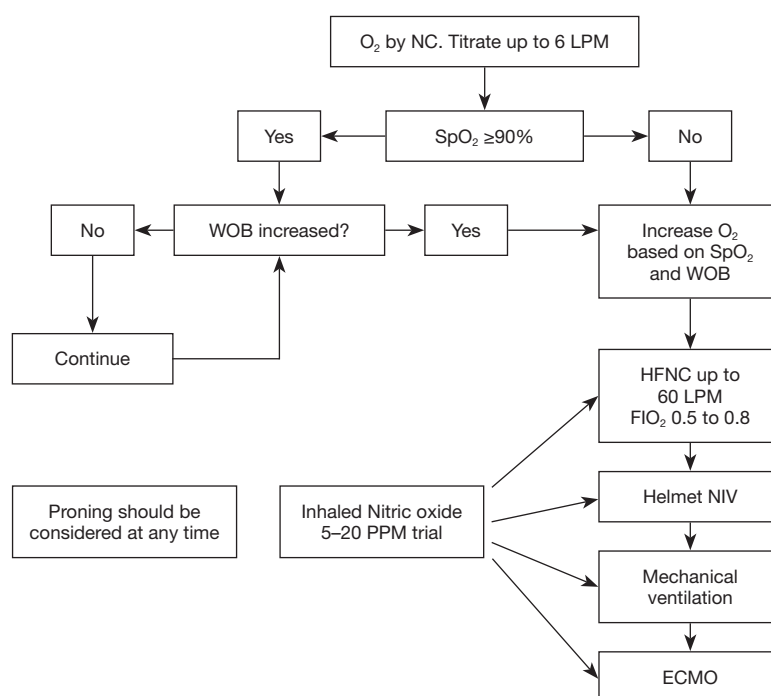 O₂ by NC. Titrate up to 6 LPM
Yes
SpO₂ ≥90%
No
No
WOB increased?
Yes
Increase O₂
based on SpO₂
and WOB
Continue
HFNC up to
60 LPM
FIO₂ 0.5 to 0.8
Proning should be
considered at any time
Inhaled Nitric oxide
5–20 PPM trial
Helmet NIV
Mechanical
ventilation
ECMO